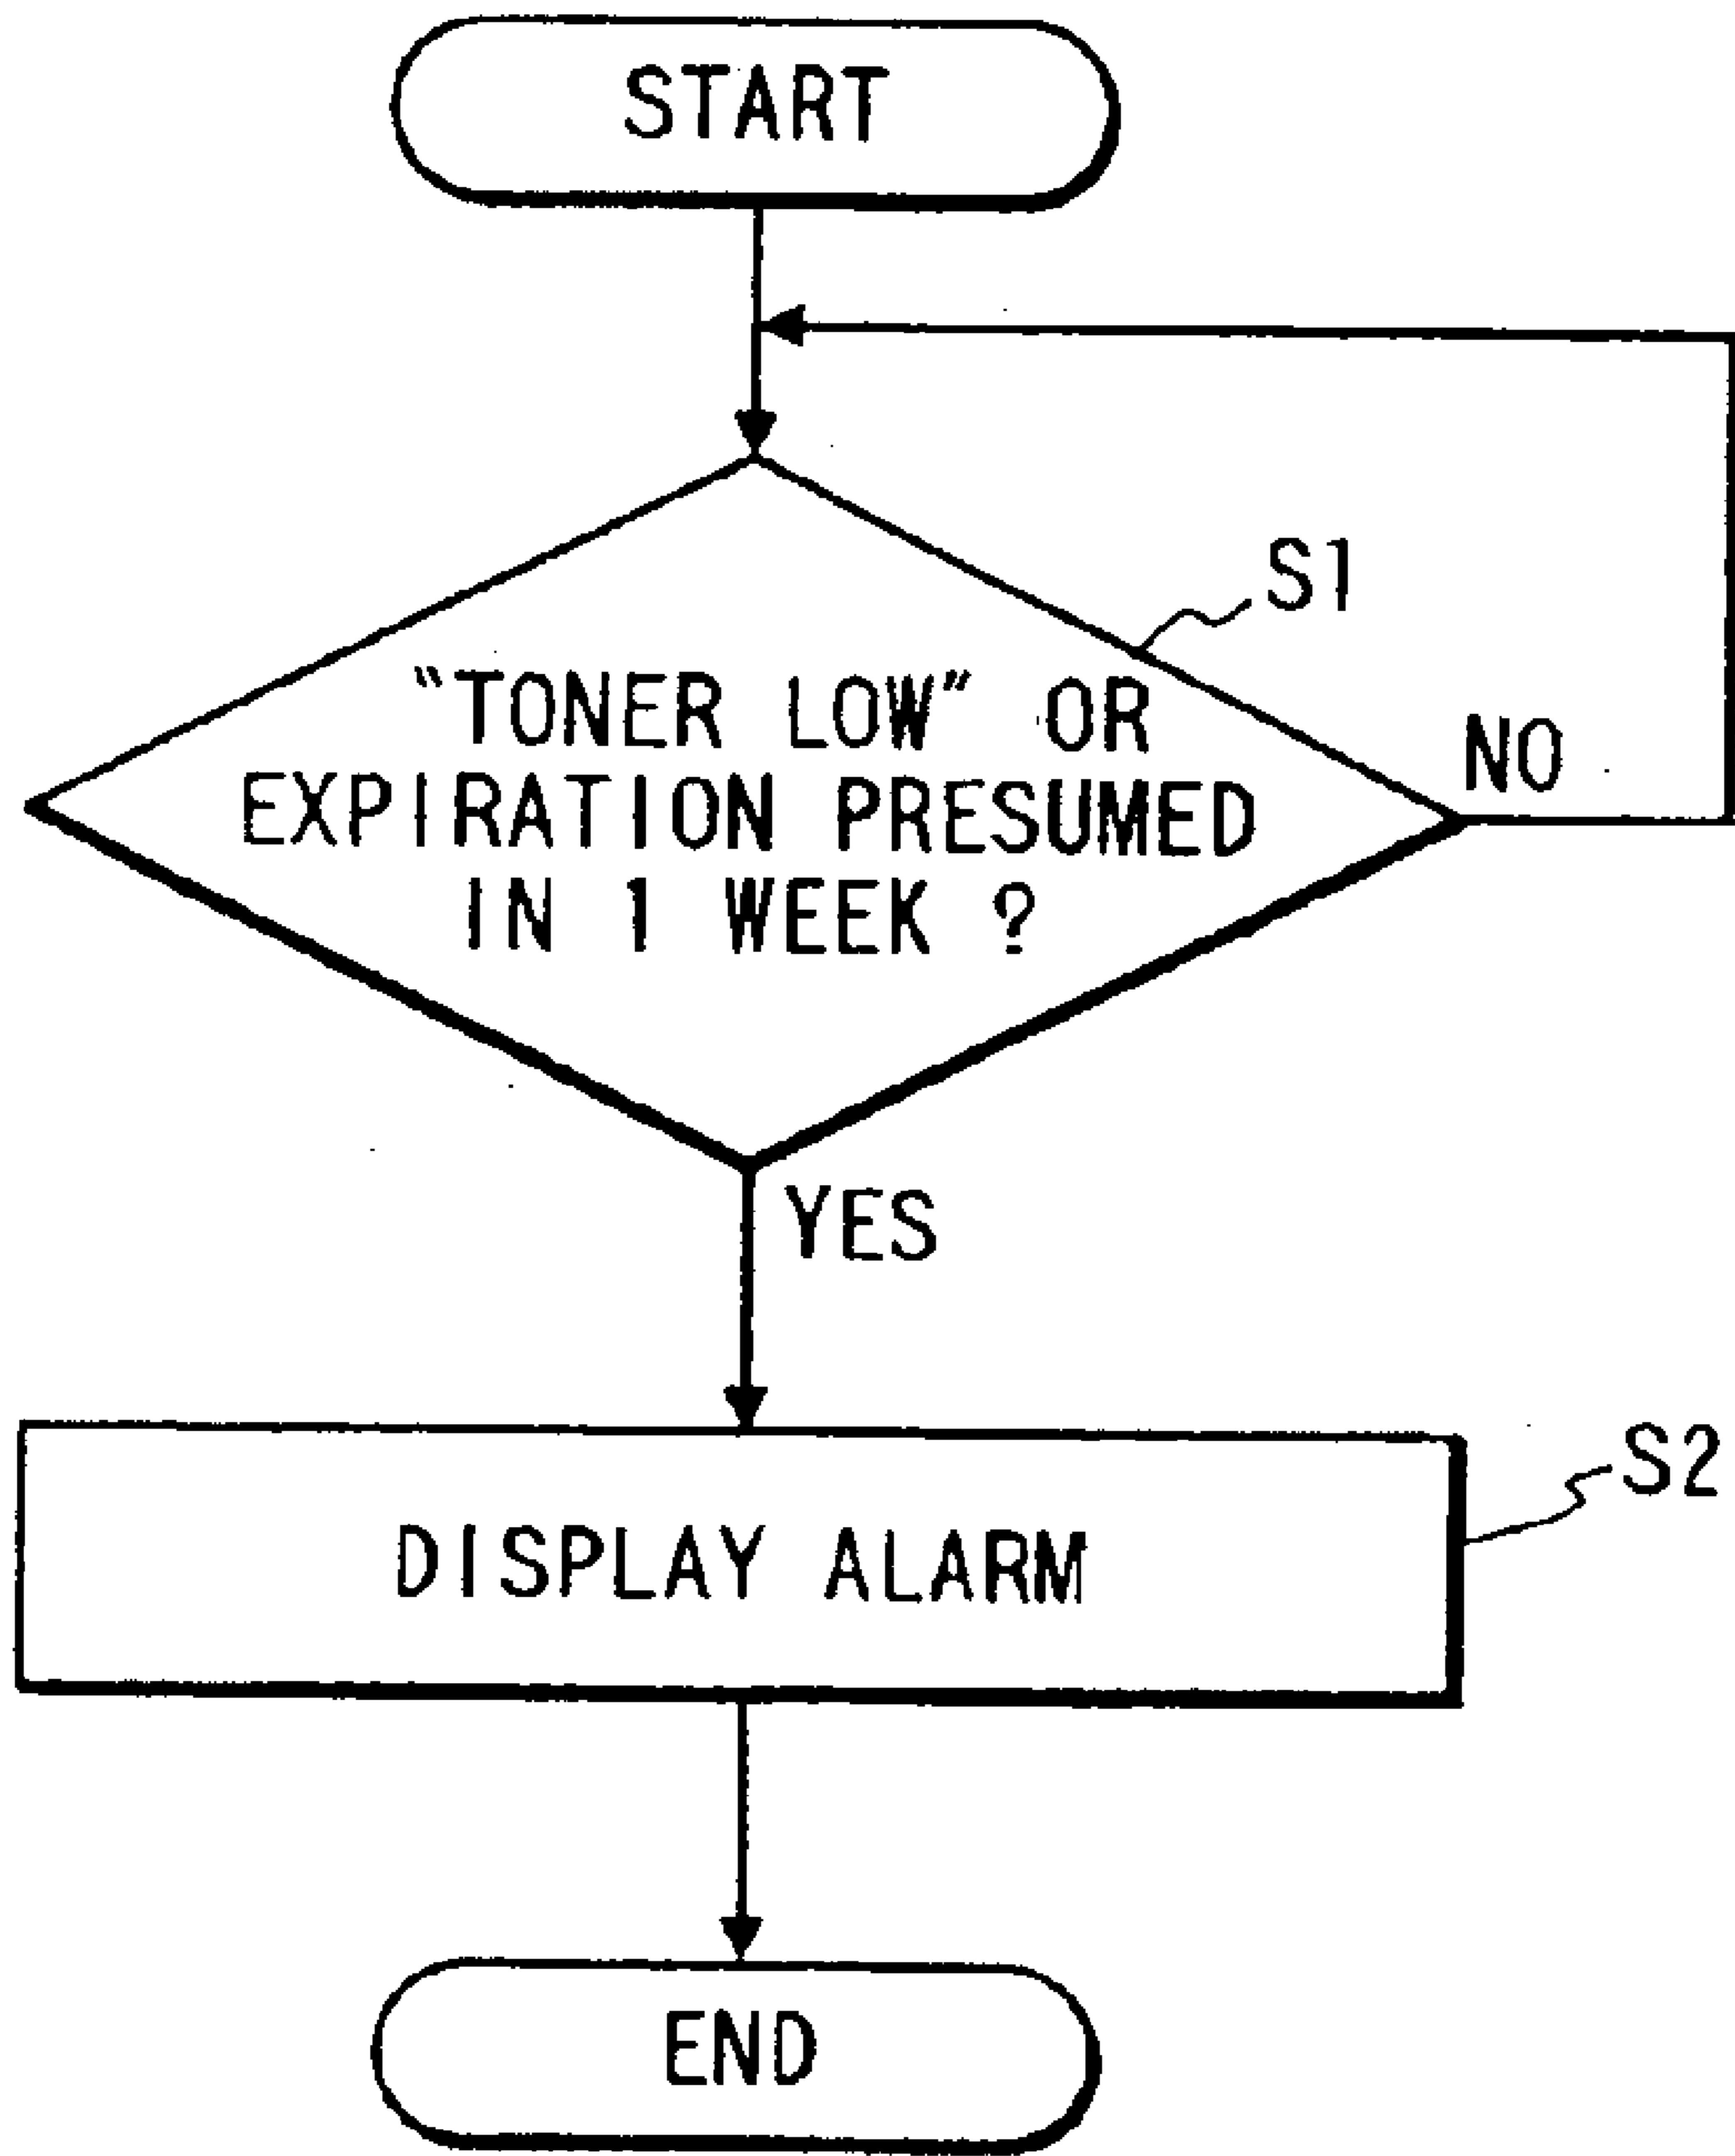 START
S1
“TONER LOW” OR
EXPIRATION PRESUMED
IN 1 WEEK ?
NO
YES
S2
DISPLAY ALARM
END